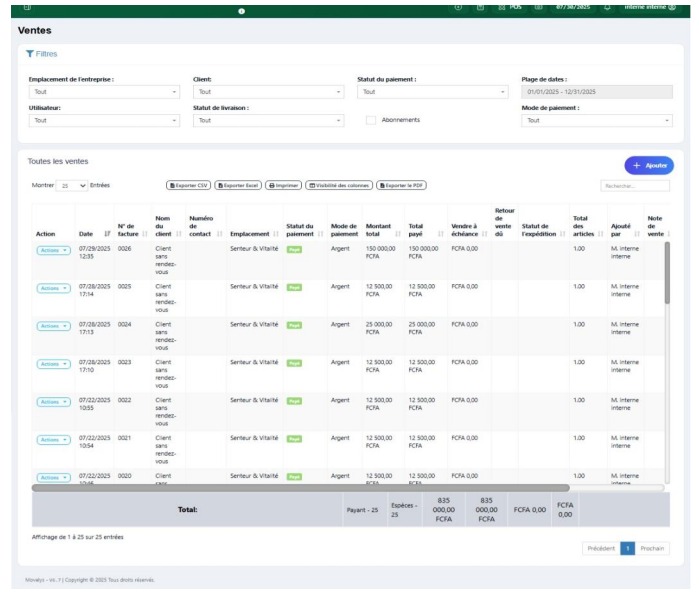 POS 07/30/2025 interne interne
Ventes
Filtres
Emplacement de l'entreprise : Client: Statut du paiement : Plage de dates :
Tout Tout Tout 01/01/2025 - 12/31/2025
Utilisateur: Statut de livraison : Mode de paiement :
Tout Tout Abonnements Tout
Toutes les ventes
+ Ajouter
Montrer 25 Entrées Exporter CSV Exporter Excel Imprimer Visibilité des colonnes Exporter le PDF Rechercher...
Action Date N° de facture Nom du client Numéro de contact Emplacement Statut du paiement Mode de paiement Montant total Total payé Vendre à échéance Retour de vente dû Statut de l'expédition Total des articles Ajouté par Note de vente
Actions 07/29/2025 12:35 0026 Client sans rendez-vous Senteur & Vitalité Payé Argent 150 000,00 FCFA 150 000,00 FCFA FCFA 0,00 1.00 M. interne interne
Actions 07/28/2025 17:14 0025 Client sans rendez-vous Senteur & Vitalité Payé Argent 12 500,00 FCFA 12 500,00 FCFA FCFA 0,00 1.00 M. interne interne
Actions 07/28/2025 17:13 0024 Client sans rendez-vous Senteur & Vitalité Payé Argent 25 000,00 FCFA 25 000,00 FCFA FCFA 0,00 1.00 M. interne interne
Actions 07/28/2025 17:10 0023 Client sans rendez-vous Senteur & Vitalité Payé Argent 12 500,00 FCFA 12 500,00 FCFA FCFA 0,00 1.00 M. interne interne
Actions 07/22/2025 10:55 0022 Client sans rendez-vous Senteur & Vitalité Payé Argent 12 500,00 FCFA 12 500,00 FCFA FCFA 0,00 1.00 M. interne interne
Actions 07/22/2025 10:54 0021 Client sans rendez-vous Senteur & Vitalité Payé Argent 12 500,00 FCFA 12 500,00 FCFA FCFA 0,00 1.00 M. interne interne
Actions 07/22/2025 10:46 0020 Client sans Senteur & Vitalité Payé Argent 12 500,00 FCFA 12 500,00 FCFA FCFA 0,00 1.00 M. interne interne
Total: Payant - 25 Espèces - 25 835 000,00 FCFA 835 000,00 FCFA FCFA 0,00 FCFA 0,00
Affichage de 1 à 25 sur 25 entrées
Précédent 1 Prochain
Copyright © 2025 Tous droits réservés.